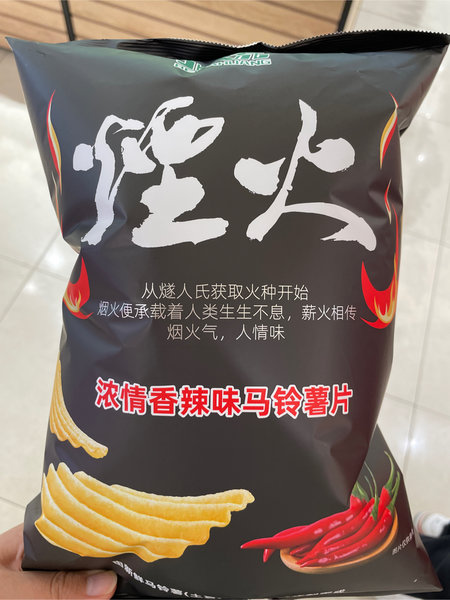 煙火
从燧人氏获取火种开始
烟火便承载着人类生生不息，薪火相传
烟火气，人情味
浓情香辣味马铃薯片